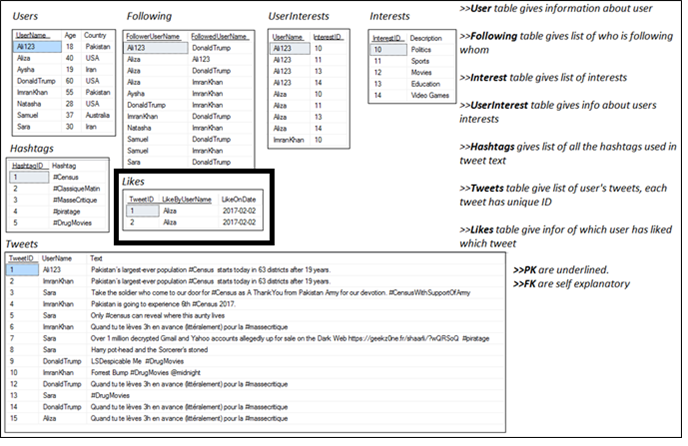 Users
UserName Age Country
Ali123 18 Pakistan
Aliza 40 USA
Aysha 19 Iran
DonaldTrump 60 USA
ImranKhan 55 Pakistan
Natasha 28 USA
Samuel 37 Australia
Sara 30 Iran
Following
FollowerUserName FollowedUserName
Ali123 DonaldTrump
Aliza Ali123
Aliza DonaldTrump
Aliza ImranKhan
Aysha ImranKhan
DonaldTrump ImranKhan
ImranKhan DonaldTrump
Natasha ImranKhan
Samuel DonaldTrump
Samuel ImranKhan
Sara DonaldTrump
UserInterests
UserName InterestID
Ali123 10
Ali123 11
Ali123 13
Ali123 14
Aliza 10
Aliza 11
Aliza 13
Aliza 14
ImranKhan 10
Interests
InterestID Description
10 Politics
11 Sports
12 Movies
13 Education
14 Video Games
>>User table gives information about user
>>Following table gives list of who is following
whom
>>Interest table gives list of interests
>>UserInterest table gives info about users
interests
>>Hashtags gives list of all the hashtags used in
tweet text
>>Tweets table give list of user's tweets, each
tweet has unique ID
>>Likes table give infor of which user has liked
which tweet
>>PK are underlined.
>>FK are self explanatory
Hashtags
HashtagID Hashtag
1 #Census
2 #ClassiqueMatin
3 #MasseCritique
4 #piratage
5 #DrugMovies
Likes
TweetID LikeByUserName LikeOnDate
1 Aliza 2017-02-02
2 Aliza 2017-02-02
Tweets
TweetID UserName Text
1 Ali123 Pakistan's largest ever population #Census starts today in 63 districts after 19 years.
2 ImranKhan Pakistan's largest ever population #Census starts today in 63 districts after 19 years.
3 Sara Take the soldier who come to our door for #Census as A ThankYou from Pakistan Army for our devotion. #CensusWithSupportOfArmy
4 ImranKhan Pakistan is going to experience 6th #Census 2017.
5 Sara Only #census can reveal where this aunty lives
6 ImranKhan Quand tu te lèves 3h en avance (littéralement) pour la #massecritique
7 Sara Over 1 million decrypted Gmail and Yahoo accounts allegedly up for sale on the Dark Web https://geekz0ne.fr/shaarli/?wQRSoQ #piratage
8 Sara Harry pot-head and the Sorcerer's stoned
9 DonaldTrump LSDespicable Me #DrugMovies
10 ImranKhan Forrest Bump #DrugMovies @midnight
12 DonaldTrump Quand tu te lèves 3h en avance (littéralement) pour la #massecritique
13 Sara #DrugMovies
14 DonaldTrump Quand tu te lèves 3h en avance (littéralement) pour la #massecritique
15 Aliza Quand tu te lèves 3h en avance (littéralement) pour la #massecritique